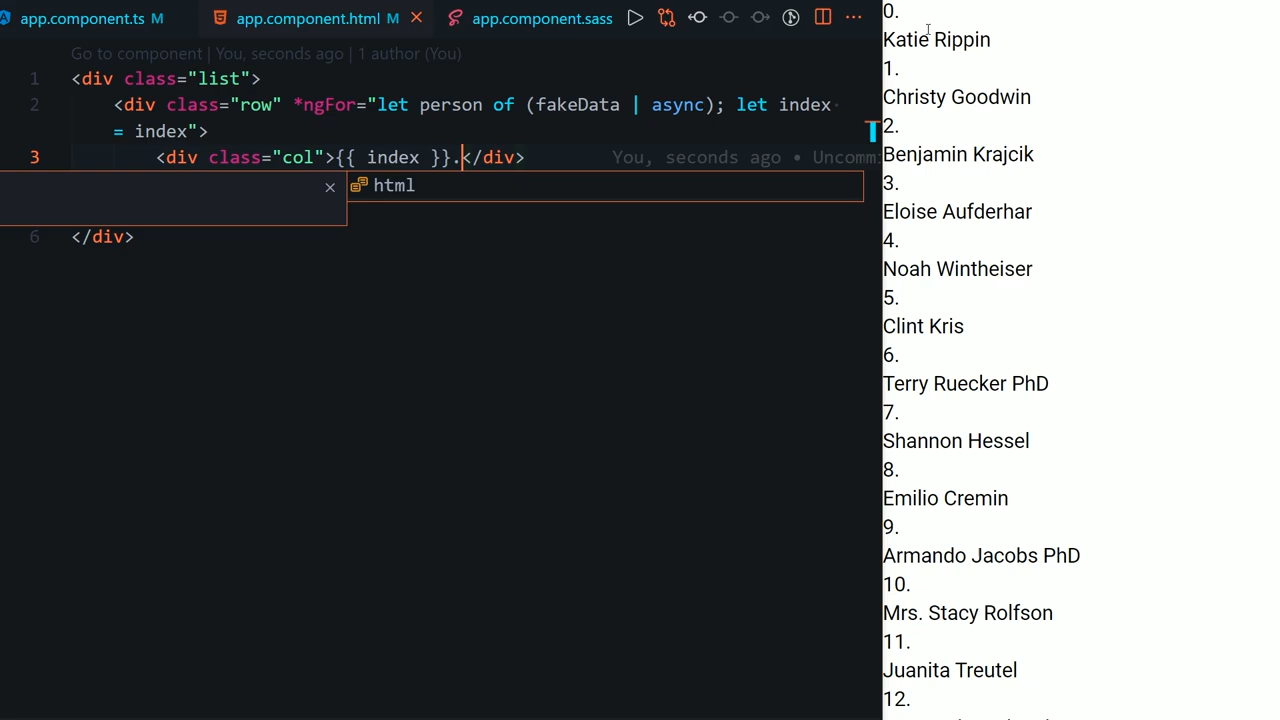 app.component.ts M app.component.html M app.component.sass
Go to component | You, seconds ago | 1 author (You)
1 <div class="list">
2 <div class="row" *ngFor="let person of (fakeData | async); let index
= index">
3 <div class="col">{{ index }}.</div> You, seconds ago • Uncomm
html
6 </div>
0.
Katie Rippin
1.
Christy Goodwin
2.
Benjamin Krajcik
3.
Eloise Aufderhar
4.
Noah Wintheiser
5.
Clint Kris
6.
Terry Ruecker PhD
7.
Shannon Hessel
8.
Emilio Cremin
9.
Armando Jacobs PhD
10.
Mrs. Stacy Rolfson
11.
Juanita Treutel
12.